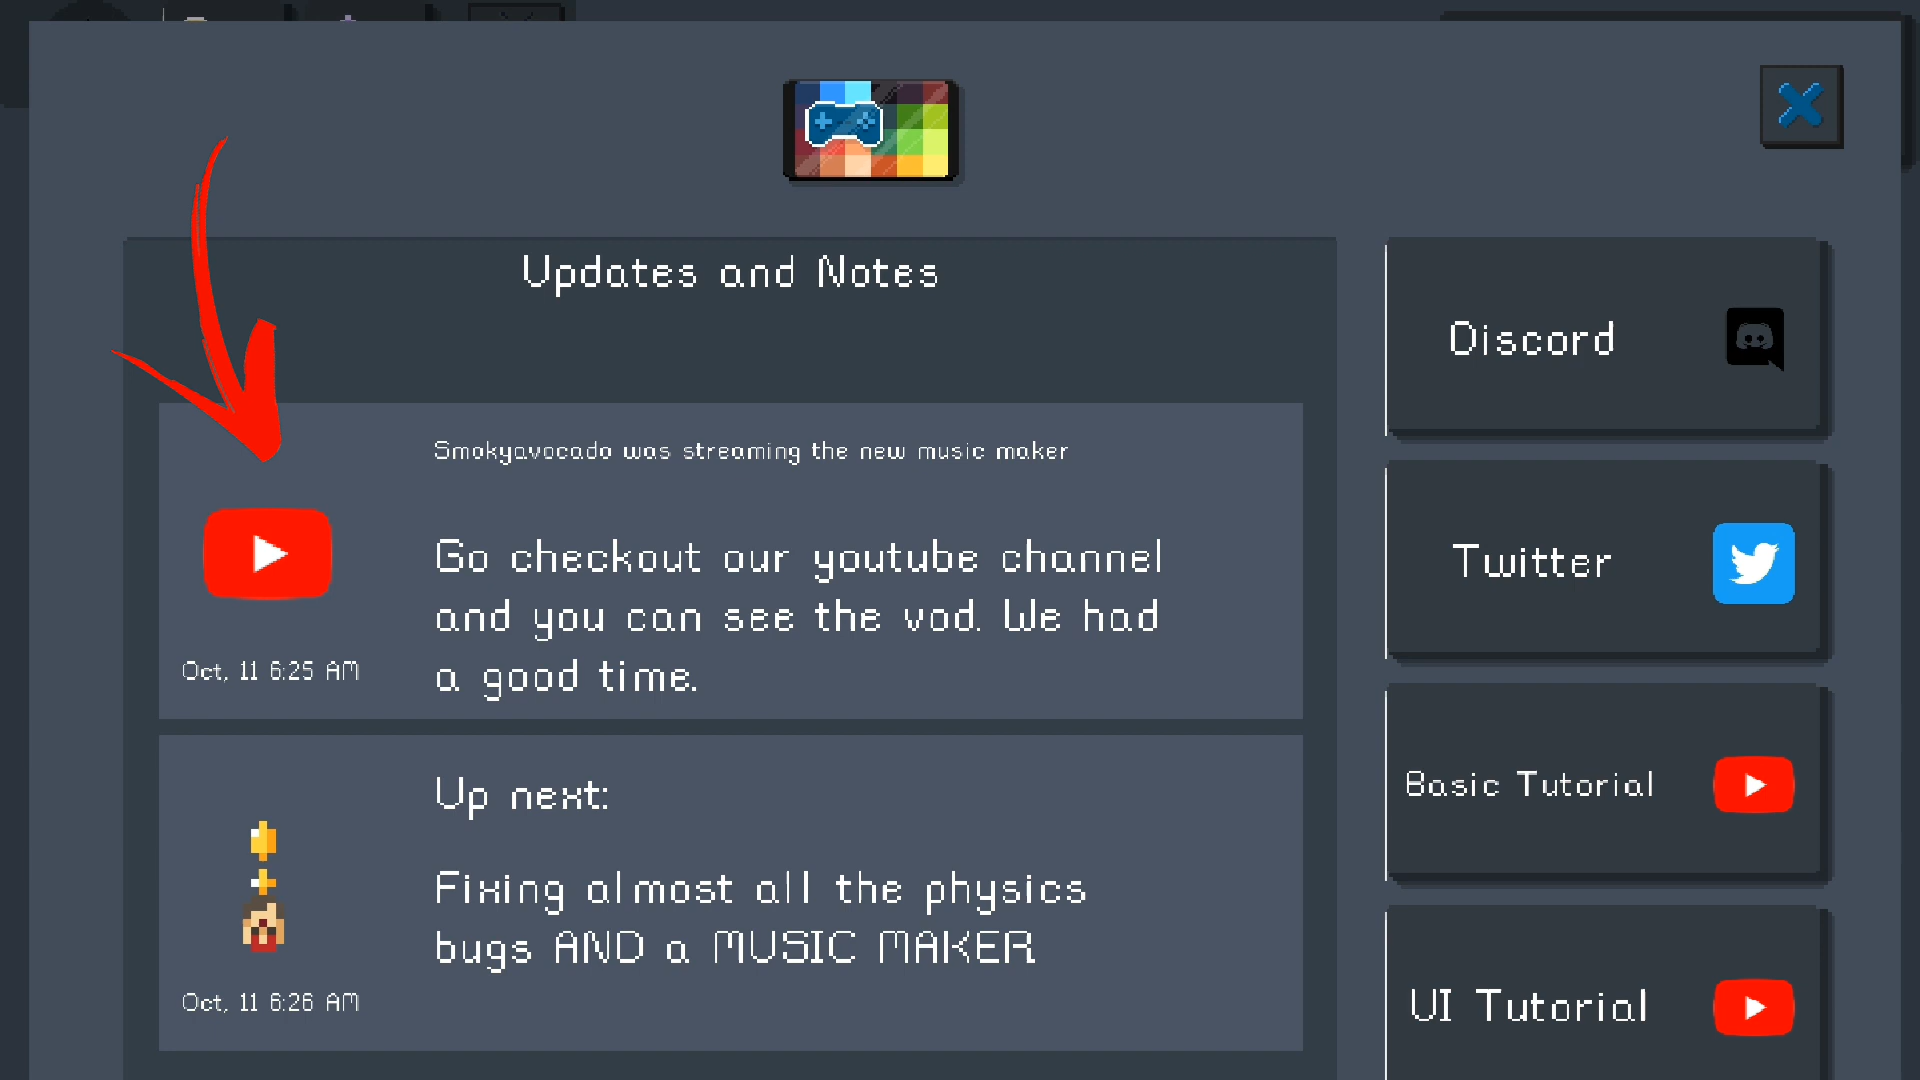 Updates and Notes
Smokyavocado was streaming the new music maker
Go checkout our youtube channel
and you can see the vod. We had
a good time.
Oct, 11 6:25 AM
Up next:
Fixing almost all the physics
bugs AND a MUSIC MAKER
Oct, 11 6:26 AM
Discord
Twitter
Basic Tutorial
UI Tutorial